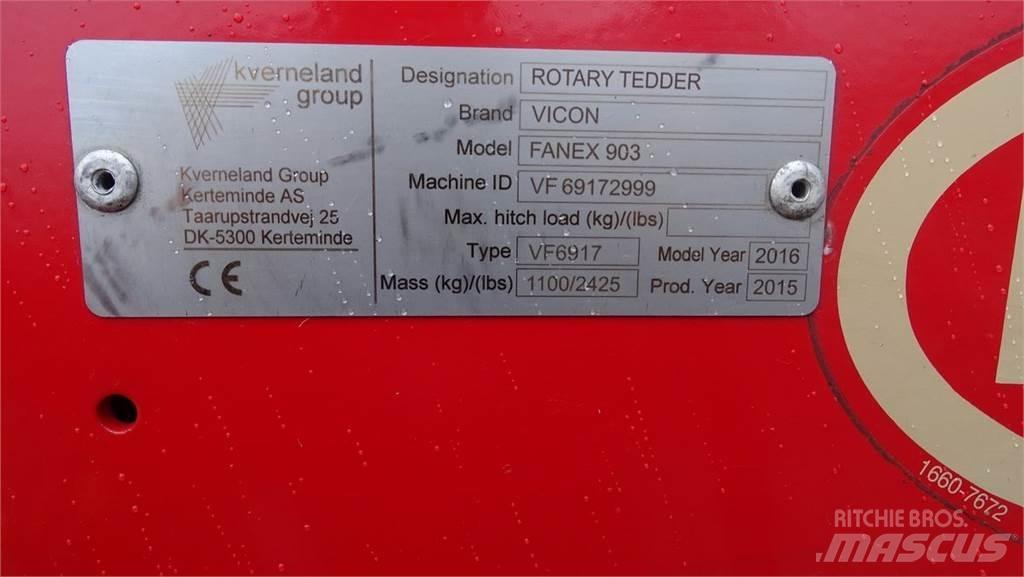 kverneland
group
Kverneland Group
Kerteminde AS
Taarupstrandvej 25
DK-5300 Kerteminde
CE
Designation ROTARY TEDDER
Brand VICON
Model FANEX 903
Machine ID VF 69172999
Max. hitch load (kg)/(lbs)
Type VF6917 Model Year 2016
Mass (kg)/(lbs) 1100/2425 Prod. Year 2015
1660-7672
RITCHIE BROS.
MASCUS